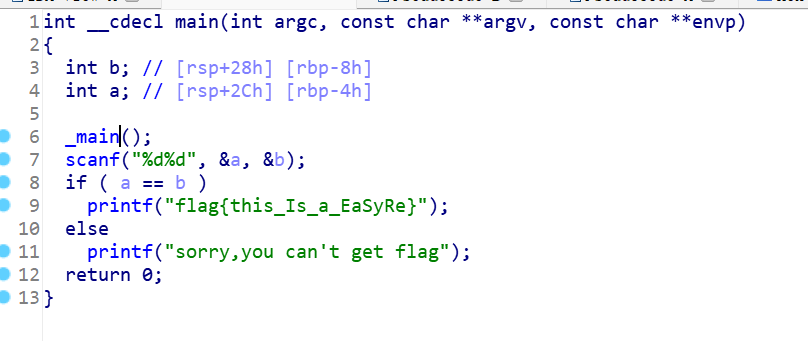 1 int __cdecl main(int argc, const char **argv, const char **envp)
2 {
3   int b; // [rsp+28h] [rbp-8h]
4   int a; // [rsp+2Ch] [rbp-4h]
5
6   _main();
7   scanf("%d%d", &a, &b);
8   if ( a == b )
9     printf("flag{this_Is_a_EaSyRe}");
10   else
11     printf("sorry,you can't get flag");
12   return 0;
13 }